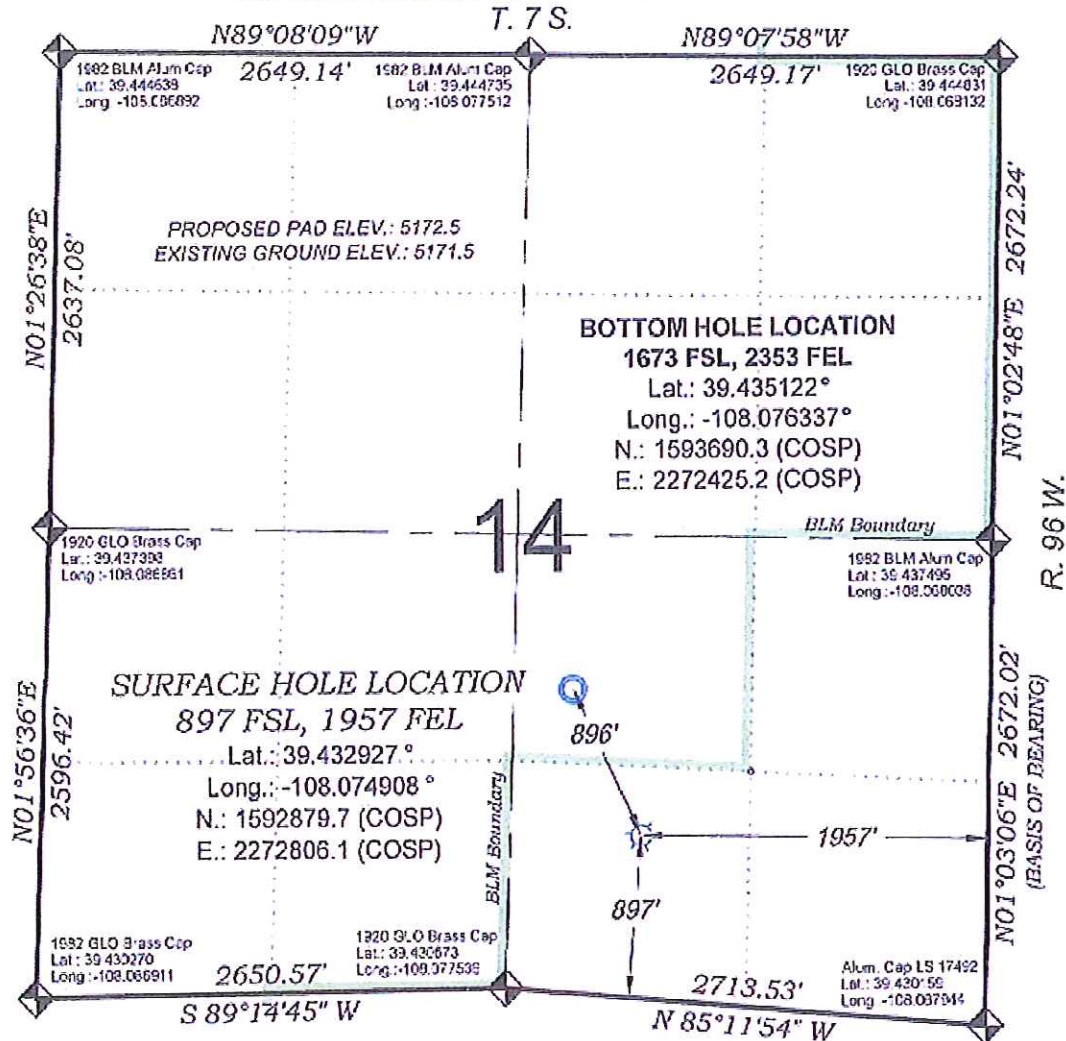 T. 7 S.
N89°08'09"W
2649.14'
N89°07'58"W
2649.17'
1982 BLM Alum Cap
Lat.: 39.444638
1982 BLM Alum Cap
Lat.: 39.444735
Long.:-108.077512
1920 GLO Brass Cap
Lat.: 39.444831
Long.:-108.068132
N01°26'38"E
2637.08'
PROPOSED PAD ELEV.: 5172.5
EXISTING GROUND ELEV.: 5171.5
2672.24'
N01°02'48"E
BOTTOM HOLE LOCATION
1673 FSL, 2353 FEL
Lat.: 39.435122°
Long.: -108.076337°
N.: 1593690.3 (COSP)
E.: 2272425.2 (COSP)
R. 96 W.
14
BLM Boundary
1920 GLO Brass Cap
Lat.: 39.437393
1982 BLM Alum Cap
Lat.: 39.437495
N01°56'36"E
2596.42'
SURFACE HOLE LOCATION
897 FSL, 1957 FEL
Lat.: 39.432927 °
Long.: -108.074908 °
N.: 1592879.7 (COSP)
E.: 2272806.1 (COSP)
896'
1957'
897'
BLM Boundary
N01°03'06"E 2672.02'
(BASIS OF BEARING)
1982 GLO Brass Cap
Lat.: 39.430270
1920 GLO Brass Cap
Lat.: 39.430673
Alum. Cap LS 17492
2650.57'
S 89°14'45" W
2713.53'
N 85°11'54" W